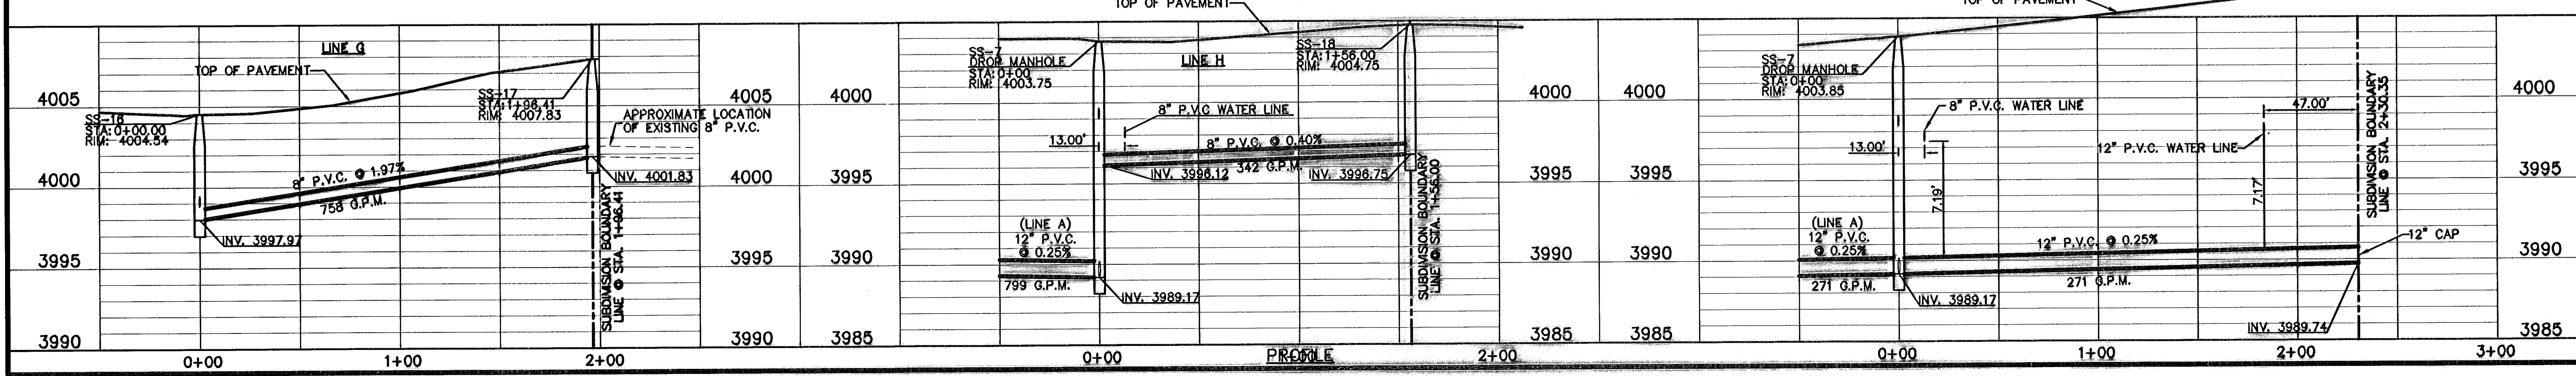 LINE G
TOP OF PAVEMENT
4005
SS-16
STA: 0+00.00
RIM: 4004.54
SS-17
STA: 1+96.41
RIM: 4007.83
APPROXIMATE LOCATION
OF EXISTING 8" P.V.C.
8" P.V.C. @ 1.97%
758 G.P.M.
4000
INV. 4001.83
INV. 3997.97
3995
3990
SUBDIVISION BOUNDARY
LINE @ STA. 1+96.41
0+00
1+00
2+00
4005
4000
3995
3990
4000
3995
3990
3985
TOP OF PAVEMENT
SS-7
DROP MANHOLE
STA: 0+00
RIM: 4003.75
LINE H
SS-18
STA: 1+56.00
RIM: 4004.75
8" P.V.C WATER LINE
13.00'
8" P.V.C. @ 0.40%
342 G.P.M.
INV. 3996.12
INV. 3996.75
(LINE A)
12" P.V.C.
@ 0.25%
799 G.P.M.
INV. 3989.17
SUBDIVISION BOUNDARY
LINE @ STA. 1+56.00
0+00
PROFILE
2+00
4000
3995
3990
3985
4000
3995
3990
3985
TOP OF PAVEMENT
SS-7
DROP MANHOLE
STA: 0+00
RIM: 4003.85
8" P.V.C. WATER LINE
13.00'
7.19'
47.00'
12" P.V.C. WATER LINE
7.17'
(LINE A)
12" P.V.C.
@ 0.25%
271 G.P.M.
12" P.V.C. @ 0.25%
271 G.P.M.
INV. 3989.17
INV. 3989.74
12" CAP
SUBDIVISION BOUNDARY
LINE @ STA. 2+30.35
0+00
1+00
2+00
3+00
4000
3995
3990
3985